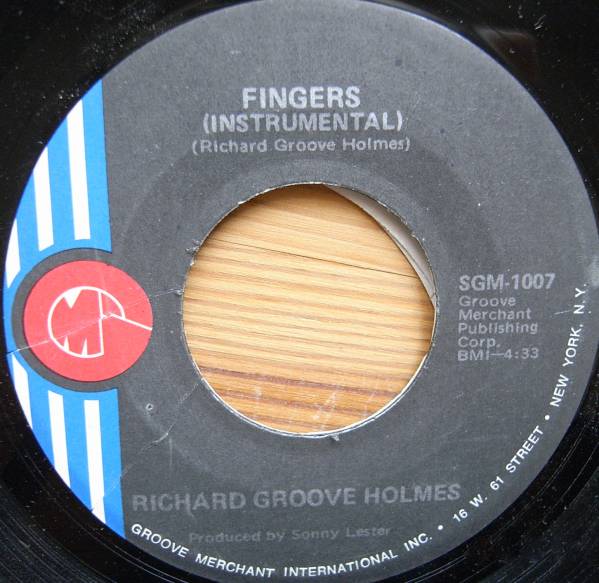 FINGERS
(INSTRUMENTAL)
(Richard Groove Holmes)
SGM-1007
Groove
Merchant
Publishing
Corp.
BMI—4:33
RICHARD GROOVE HOLMES
Produced by Sonny Lester
GROOVE MERCHANT INTERNATIONAL INC. • 16 W. 61 STREET • NEW YORK, N.Y.